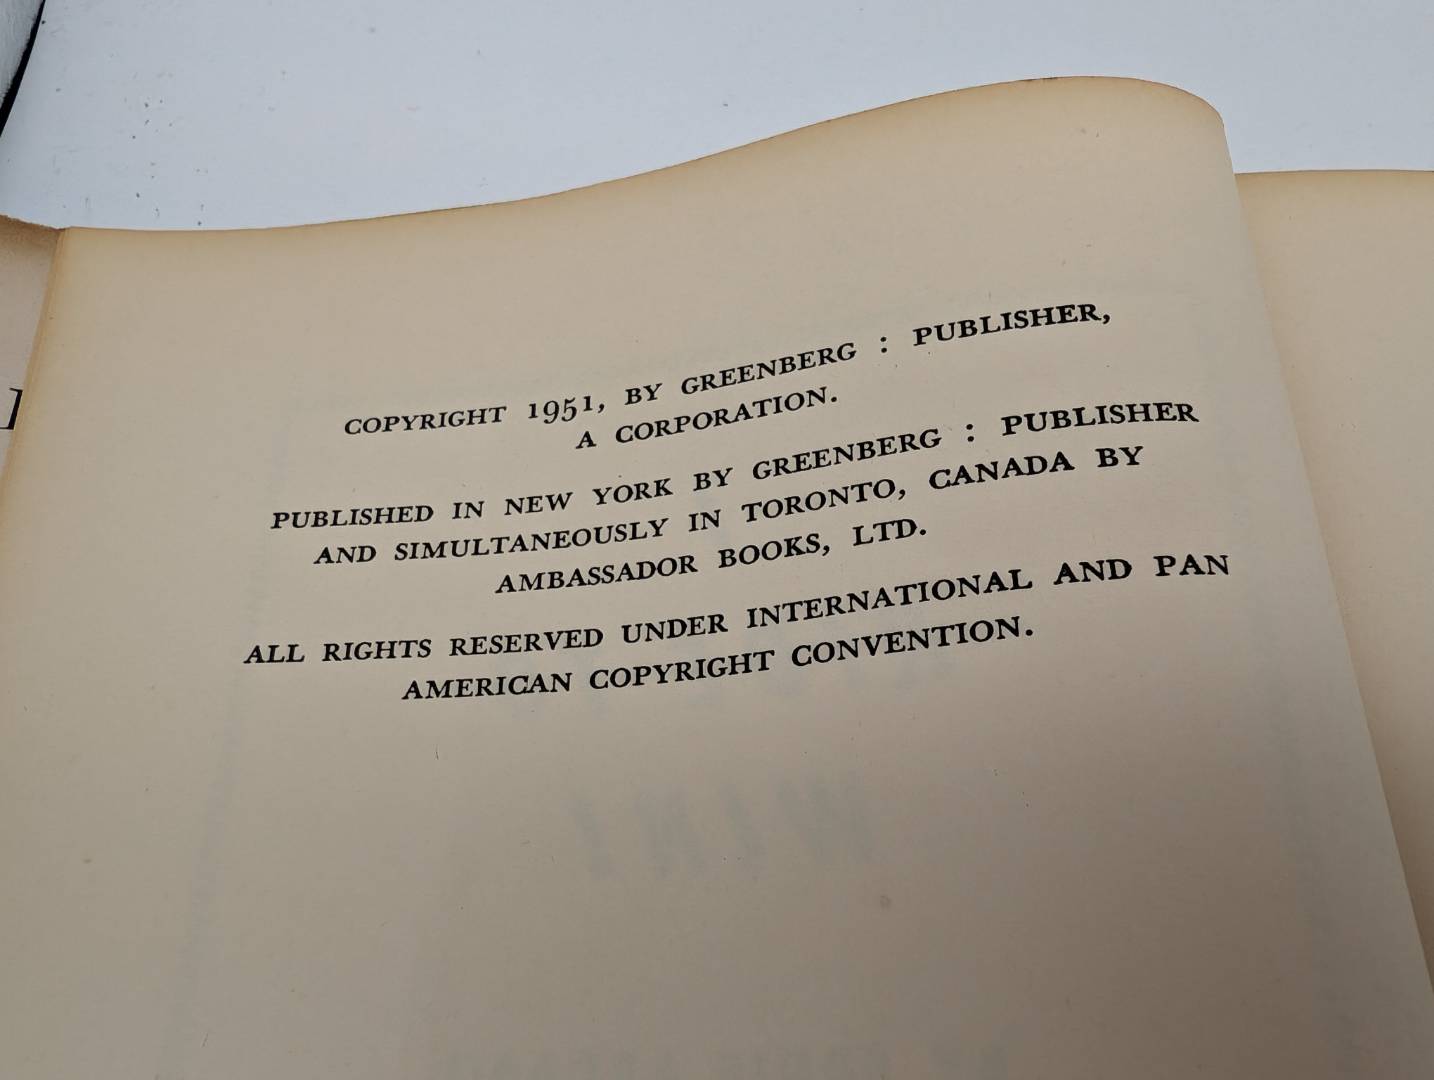 COPYRIGHT 1951, BY GREENBERG : PUBLISHER,
A CORPORATION.
PUBLISHED IN NEW YORK BY GREENBERG : PUBLISHER
AND SIMULTANEOUSLY IN TORONTO, CANADA BY
AMBASSADOR BOOKS, LTD.
ALL RIGHTS RESERVED UNDER INTERNATIONAL AND PAN
AMERICAN COPYRIGHT CONVENTION.